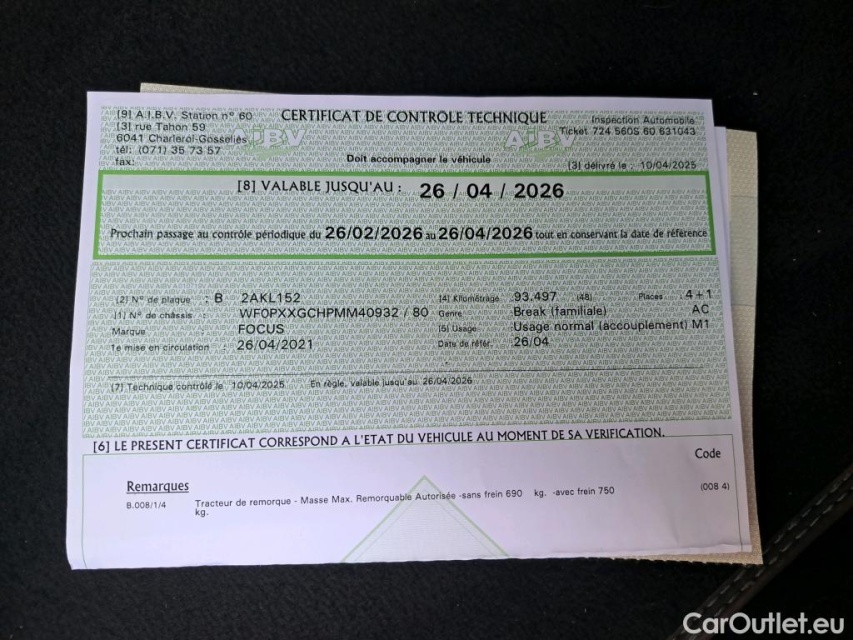 [9] A.I.B.V. Station n° 60
[3] rue Tahon 59
6041 Charleroi-Gosselies
tél: (071) 35 73 57
fax:
CERTIFICAT DE CONTROLE TECHNIQUE
AIBV
AIBV
Doit accompagner le véhicule
Inspection Automobile
Ticket 724 560S 60 631043
[3] délivré le : 10/04/2025
[8] VALABLE JUSQU'AU : 26 / 04 / 2026
Prochain passage au contrôle périodique du 26/02/2026 au 26/04/2026 tout en conservant la date de référence
[2] N° de plaque : B 2AKL152
[4] Kilométrage 93.497 (48) Places 4+1
[1] N° de châssis : WF0PXXGCHPMM40932 / 80
Genre Break (familiale) AC
Marque FOCUS
[5] Usage Usage normal (accouplement) M1
1e mise en circulation : 26/04/2021
Date de référ. 26/04
[7] Technique contrôlé le 10/04/2025 En règle, valable jusqu'au 26/04/2026
[6] LE PRESENT CERTIFICAT CORRESPOND A L'ETAT DU VEHICULE AU MOMENT DE SA VERIFICATION.
Code
Remarques
8.008/1/4 Tracteur de remorque - Masse Max. Remorquable Autorisée -sans frein 690 kg. -avec frein 750 (008 4)
kg.
CarOutlet.eu